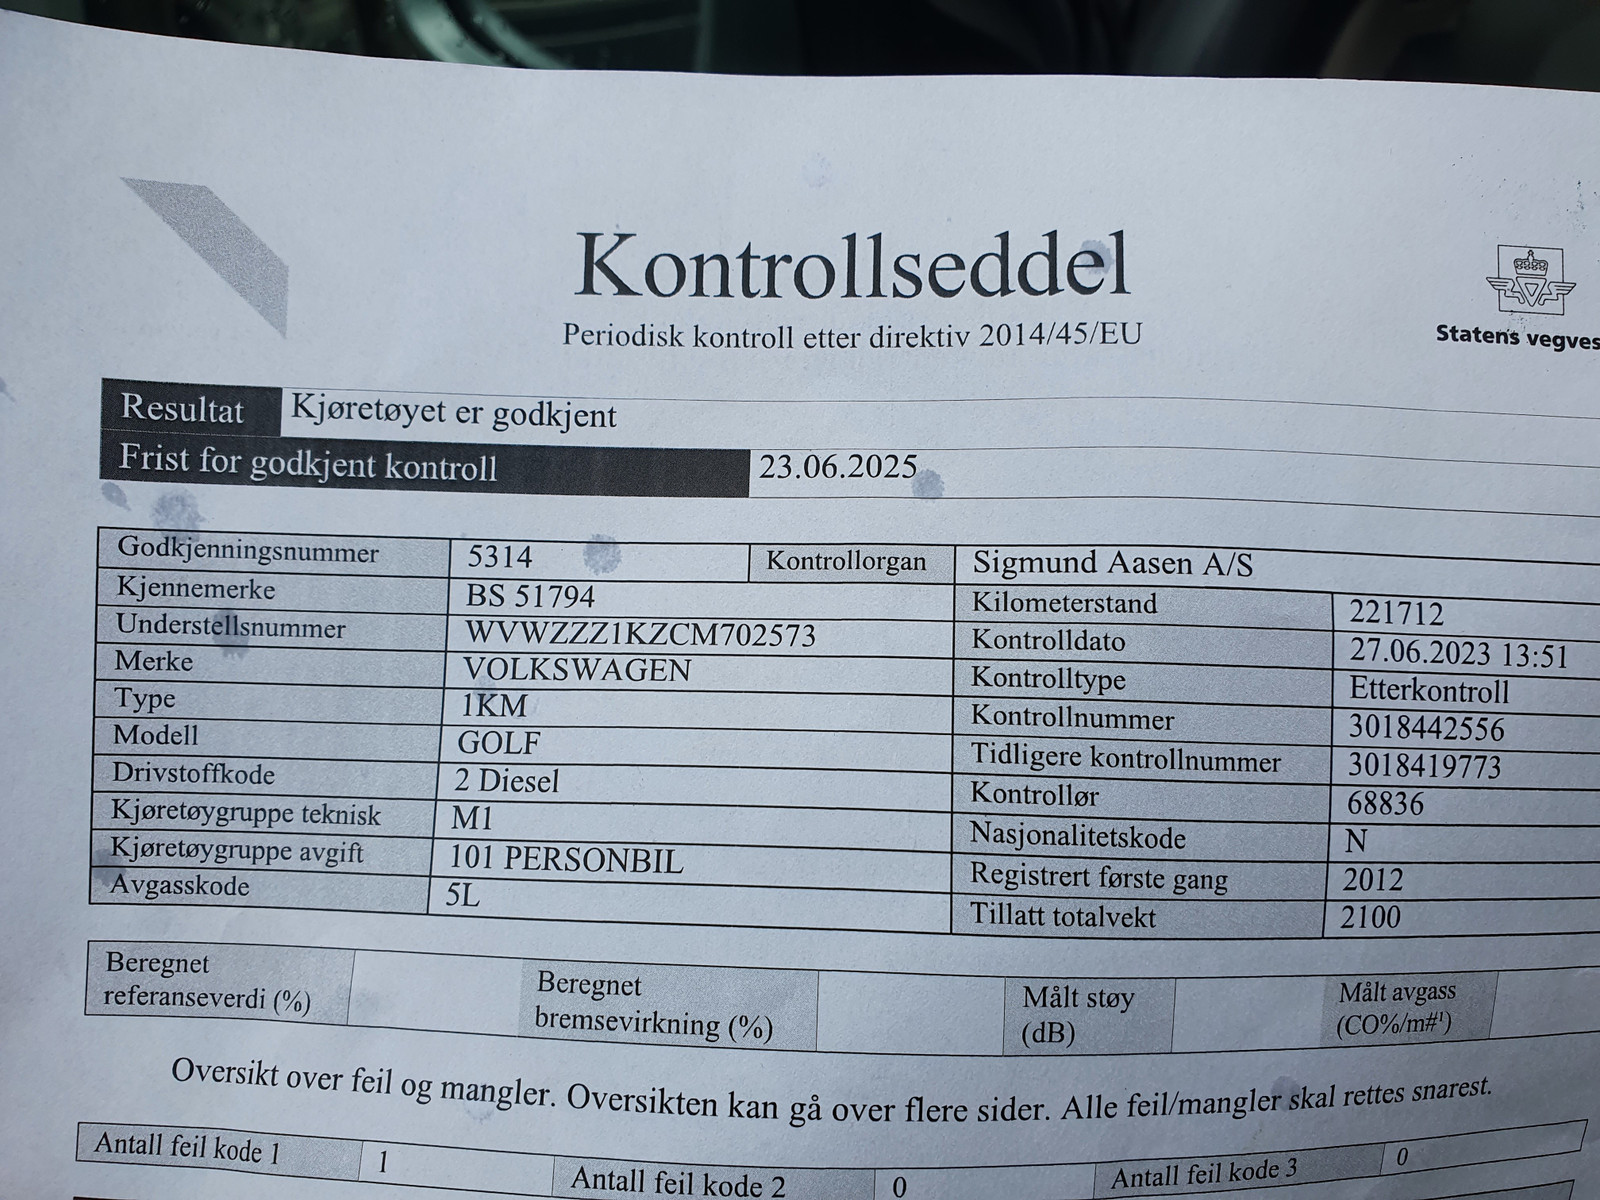 Kontrollseddel
Periodisk kontroll etter direktiv 2014/45/EU
Statens vegves
Resultat Kjøretøyet er godkjent
Frist for godkjent kontroll 23.06.2025
Godkjenningsnummer 5314 Kontrollorgan Sigmund Aasen A/S
Kjennemerke BS 51794 Kilometerstand 221712
Understellsnummer WVWZZZ1KZCM702573 Kontrolldato 27.06.2023 13:51
Merke VOLKSWAGEN Kontrolltype Etterkontroll
Type 1KM Kontrollnummer 3018442556
Modell GOLF Tidligere kontrollnummer 3018419773
Drivstoffkode 2 Diesel Kontrollør 68836
Kjøretøygruppe teknisk M1 Nasjonalitetskode N
Kjøretøygruppe avgift 101 PERSONBIL Registrert første gang 2012
Avgasskode 5L Tillatt totalvekt 2100
Beregnet Beregnet Målt støy Målt avgass
referanseverdi (%) bremsevirkning (%) (dB) (CO%/m#¹)
Oversikt over feil og mangler. Oversikten kan gå over flere sider. Alle feil/mangler skal rettes snarest.
Antall feil kode 1 1 Antall feil kode 2 0 Antall feil kode 3 0